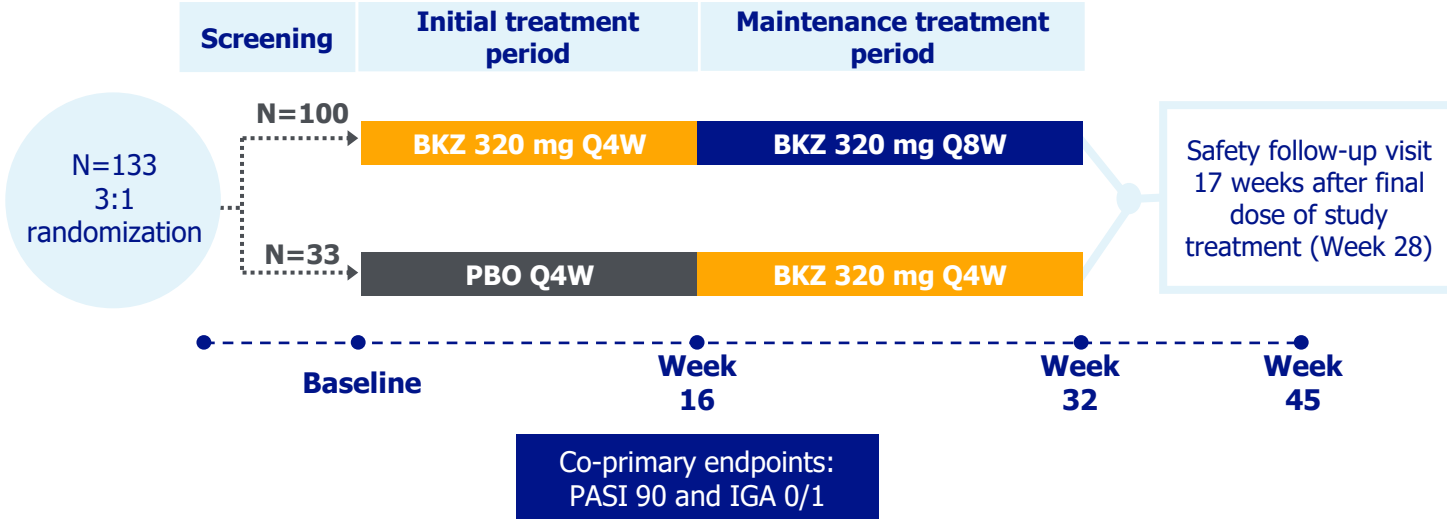 Screening
Initial treatment
period
Maintenance treatment
period
N=133
3:1
randomization
N=100
BKZ 320 mg Q4W
BKZ 320 mg Q8W
N=33
PBO Q4W
BKZ 320 mg Q4W
Safety follow-up visit
17 weeks after final
dose of study
treatment (Week 28)
Baseline
Week
16
Week
32
Week
45
Co-primary endpoints:
PASI 90 and IGA 0/1